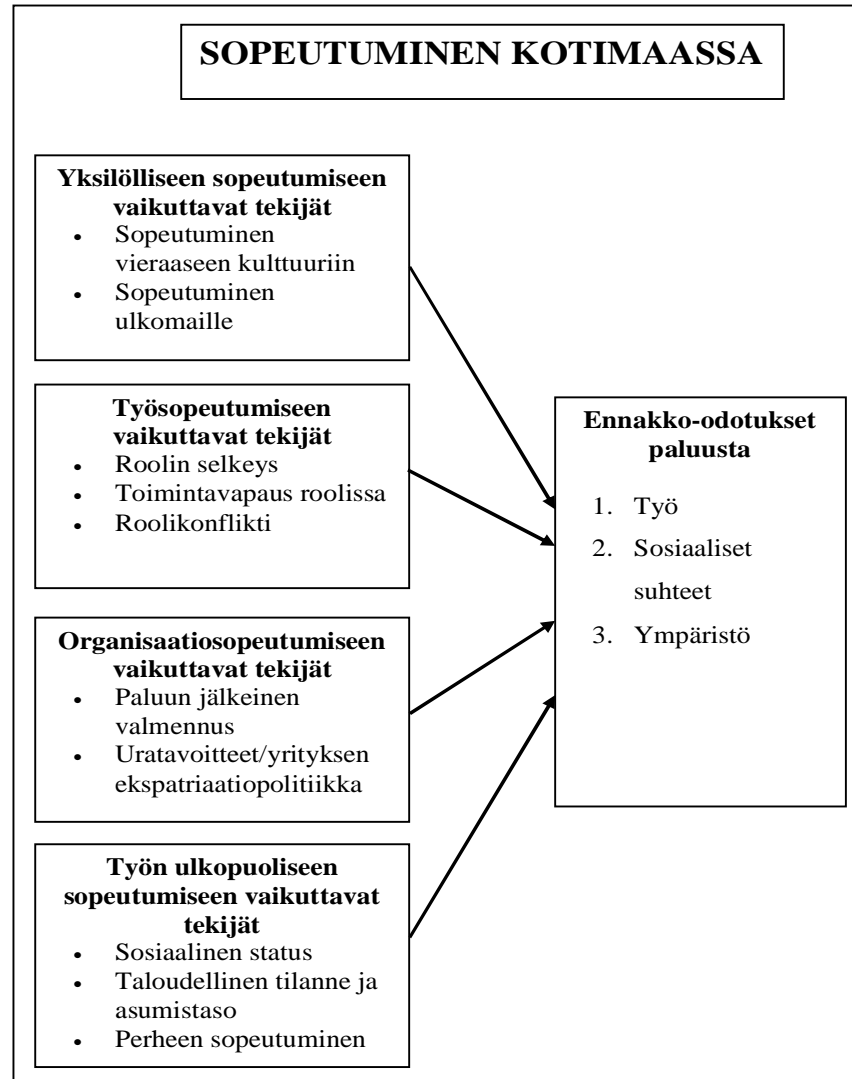 SOPEUTUMINEN KOTIMAASSA
Yksilölliseen sopeutumiseen
vaikuttavat tekijät
• Sopeutuminen
vieraaseen kulttuuriin
• Sopeutuminen
ulkomaille
Työsopeutumiseen
vaikuttavat tekijät
• Roolin selkeys
• Toimintavapaus roolissa
• Roolikonflikti
Organisaatiosopeutumiseen
vaikuttavat tekijät
• Paluun jälkeinen
valmennus
• Uratavoitteet/yrityksen
ekspatriaatiopolitiikka
Työn ulkopuoliseen
sopeutumiseen vaikuttavat
tekijät
• Sosiaalinen status
• Taloudellinen tilanne ja
asumistaso
• Perheen sopeutuminen
Ennakko-odotukset
paluusta
1. Työ
2. Sosiaaliset
suhteet
3. Ympäristö